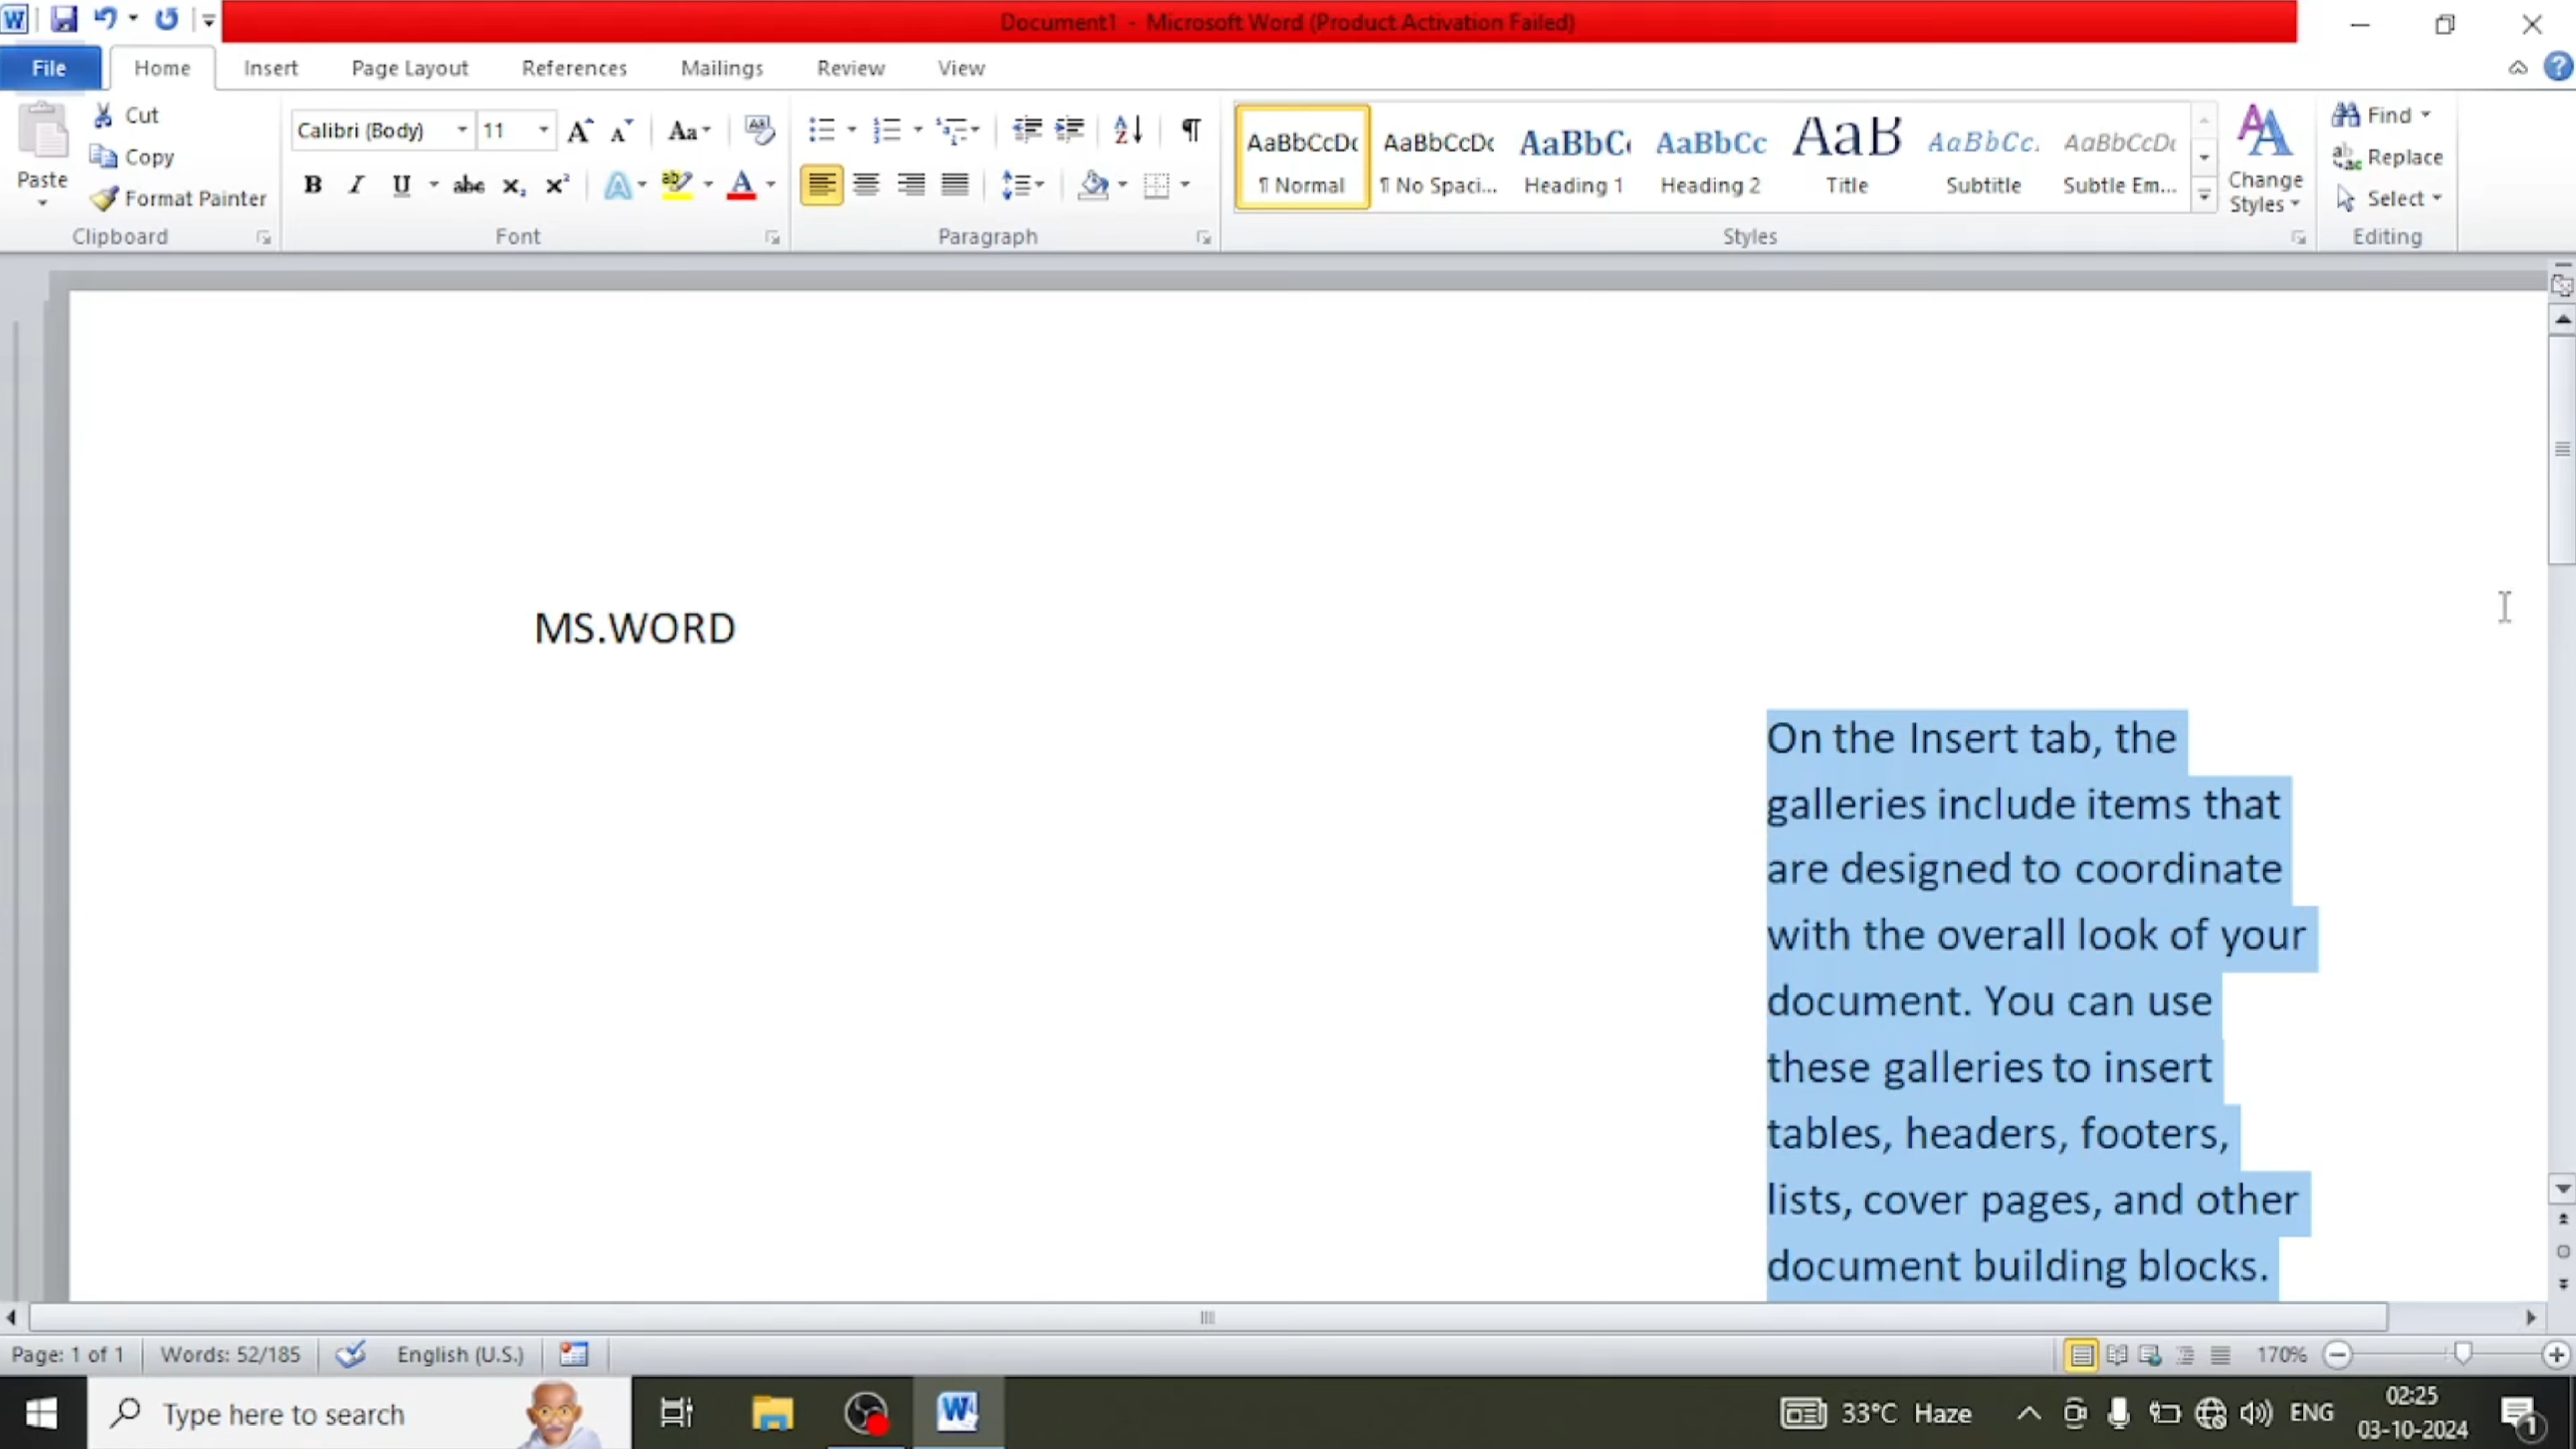 Document1 - Microsoft Word (Product Activation Failed)
File Home Insert Page Layout References Mailings Review View
Paste
Cut
Copy
Format Painter
Clipboard
Calibri (Body) 11
Font
Paragraph
AaBbCcDc AaBbCcDc AaBbC AaBbCc AaB AaBbCc. AaBbCcDc
¶ Normal ¶ No Spaci... Heading 1 Heading 2 Title Subtitle Subtle Em...
Change
Styles
Styles
Find
Replace
Select
Editing
MS.WORD
On the Insert tab, the
galleries include items that
are designed to coordinate
with the overall look of your
document. You can use
these galleries to insert
tables, headers, footers,
lists, cover pages, and other
document building blocks.
Page: 1 of 1 Words: 52/185 English (U.S.) 170%
Type here to search
33°C Haze ENG
02:25
03-10-2024
1